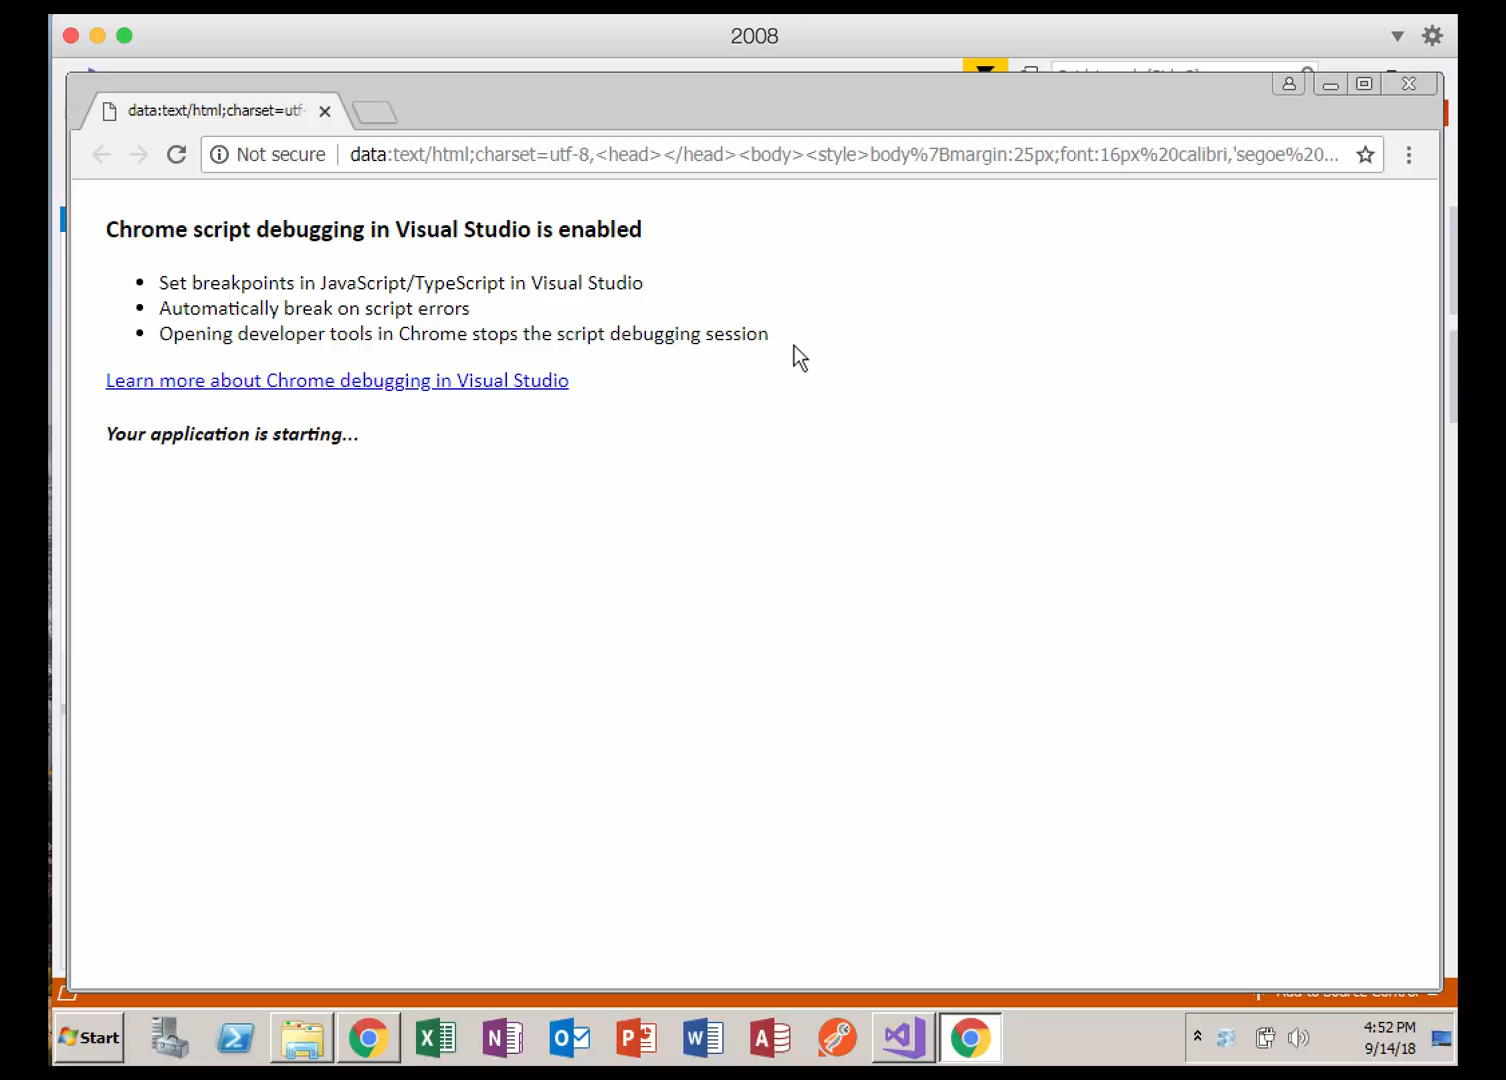 2008
data:text/html;charset=utf-
Not secure
data:text/html;charset=utf-8,<head></head><body><style>body%7Bmargin:25px;font:16px%20calibri,'segoe%20...
Chrome script debugging in Visual Studio is enabled
• Set breakpoints in JavaScript/TypeScript in Visual Studio
• Automatically break on script errors
• Opening developer tools in Chrome stops the script debugging session
Learn more about Chrome debugging in Visual Studio
Your application is starting...
Add to Source Control
Start
4:52 PM
9/14/18